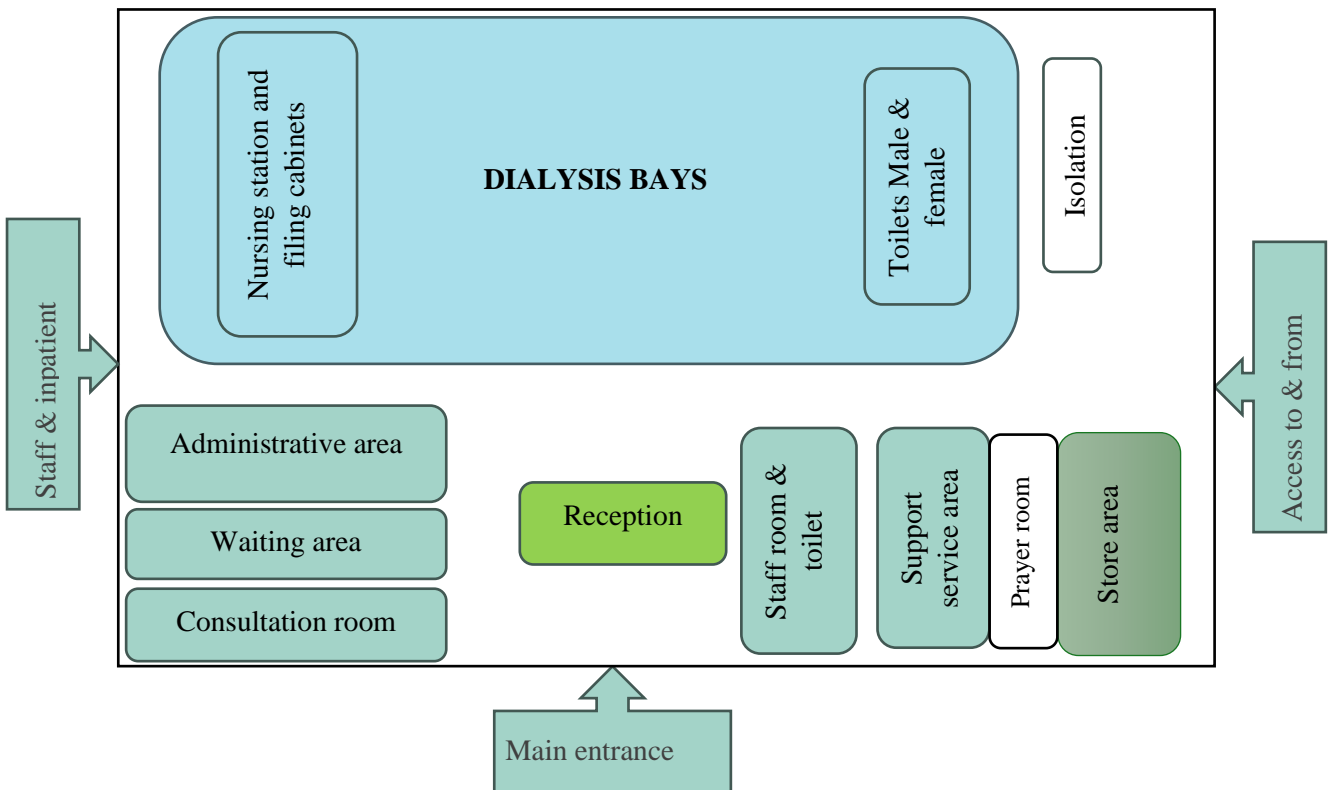 Nursing station and
filing cabinets
DIALYSIS BAYS
Toilets Male &
female
Isolation
Staff & inpatient
Access to & from
Administrative area
Waiting area
Consultation room
Reception
Staff room &
toilet
Support
service area
Prayer room
Store area
Main entrance